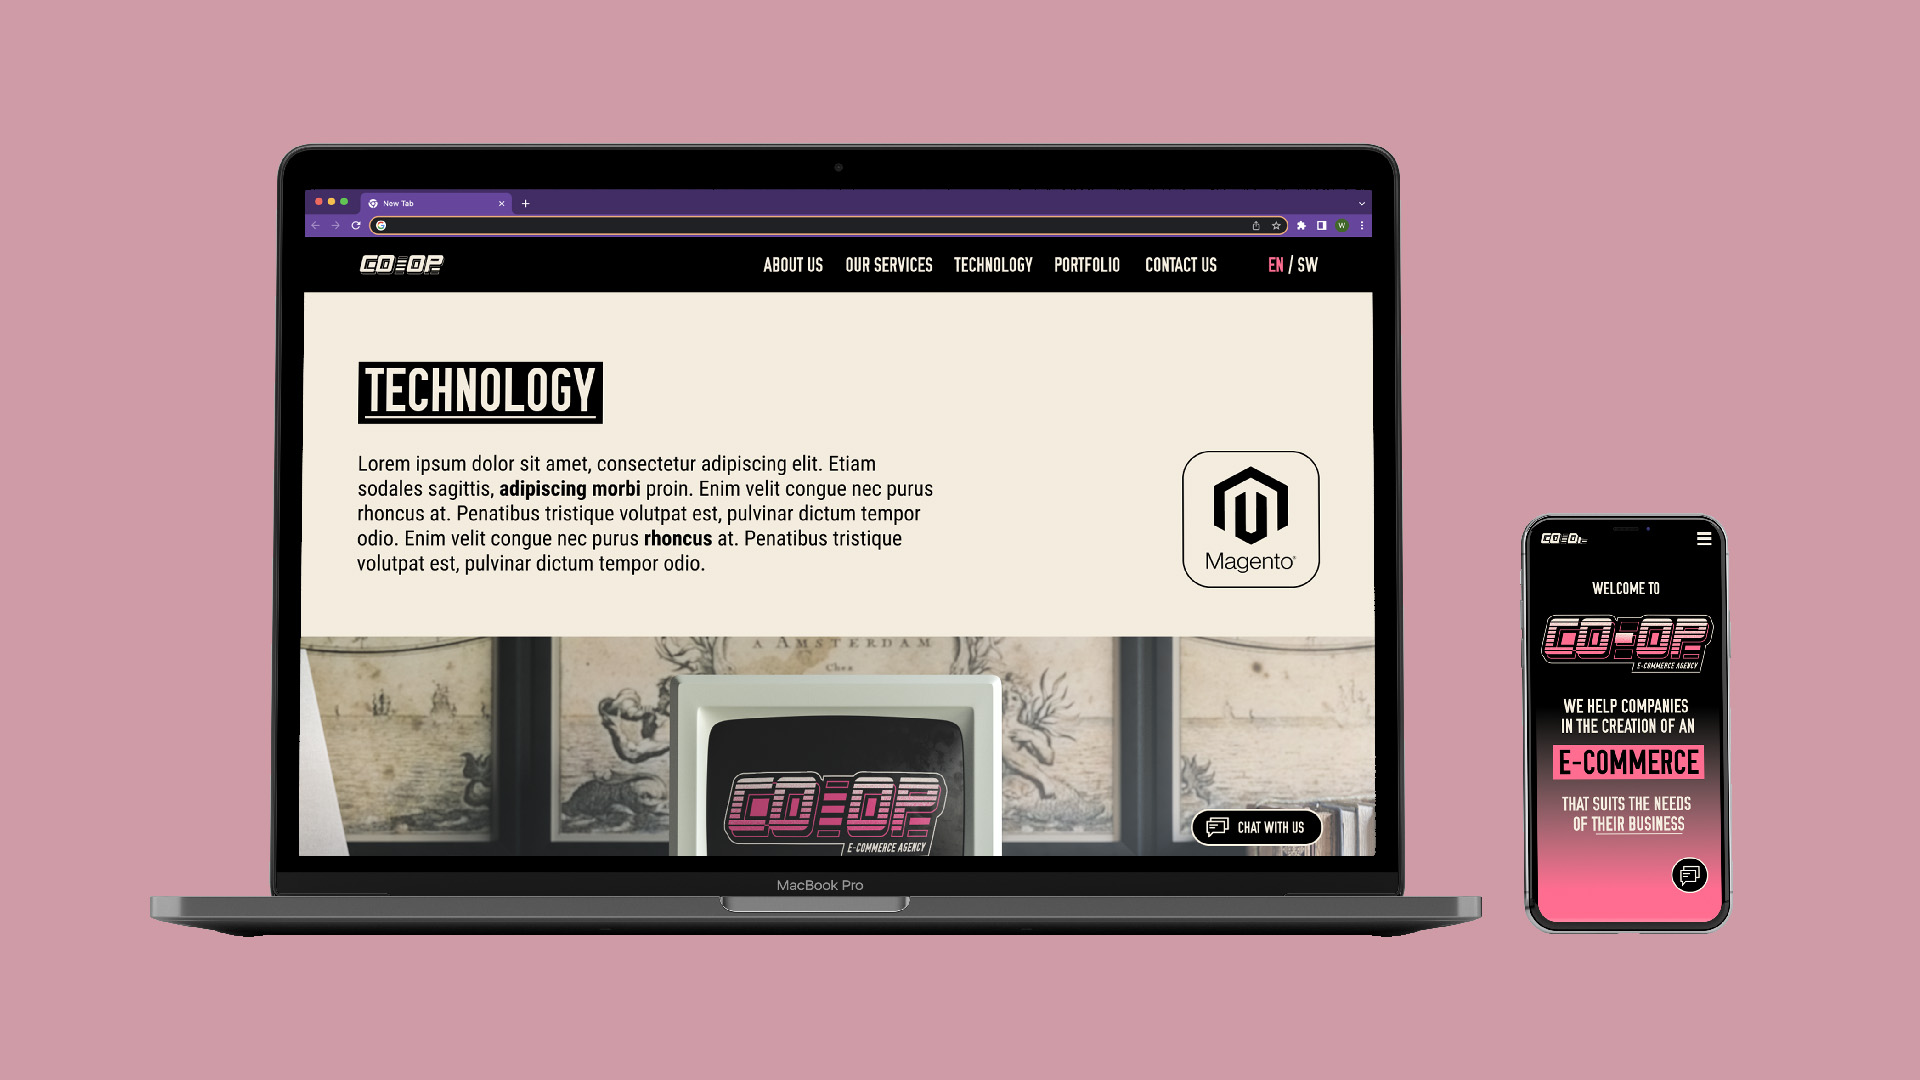 New Tab
W
CO-OP
ABOUT US OUR SERVICES TECHNOLOGY PORTFOLIO CONTACT US EN / SW
TECHNOLOGY
Lorem ipsum dolor sit amet, consectetur adipiscing elit. Etiam
sodales sagittis, adipiscing morbi proin. Enim velit congue nec purus
rhoncus at. Penatibus tristique volutpat est, pulvinar dictum tempor
odio. Enim velit congue nec purus rhoncus at. Penatibus tristique
volutpat est, pulvinar dictum tempor odio.
Magento
A AMSTERDAM
Chez
CO-OP
E-COMMERCE AGENCY
CHAT WITH US
MacBook Pro
CO-OP
WELCOME TO
CO-OP
E-COMMERCE AGENCY
WE HELP COMPANIES
IN THE CREATION OF AN
E-COMMERCE
THAT SUITS THE NEEDS
OF THEIR BUSINESS